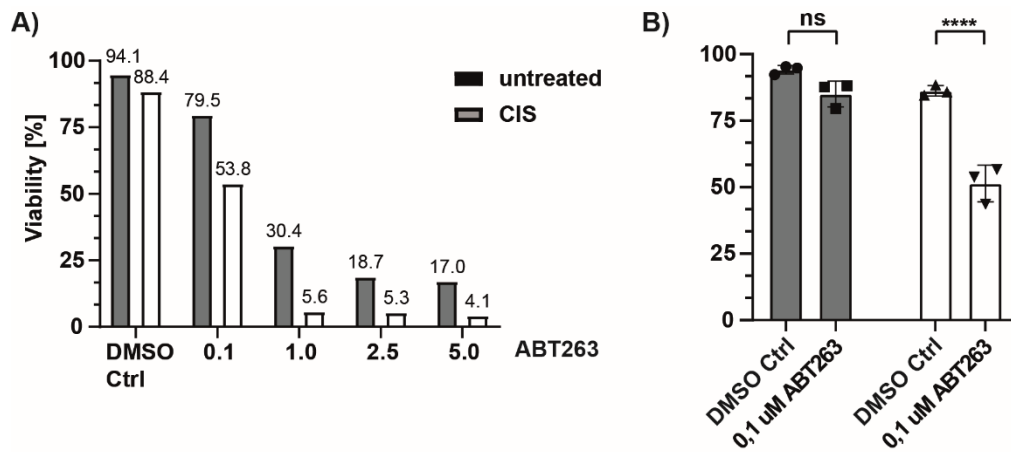 A)
100
75
50
25
0
Viability [%]
94.1
88.4
79.5
53.8
30.4
5.6
18.7
5.3
17.0
4.1
untreated
CIS
DMSO
Ctrl
0.1
1.0
2.5
5.0
ABT263
B)
ns
****
100
75
50
25
0
DMSO Ctrl
0,1 uM ABT263
DMSO Ctrl
0,1 uM ABT263